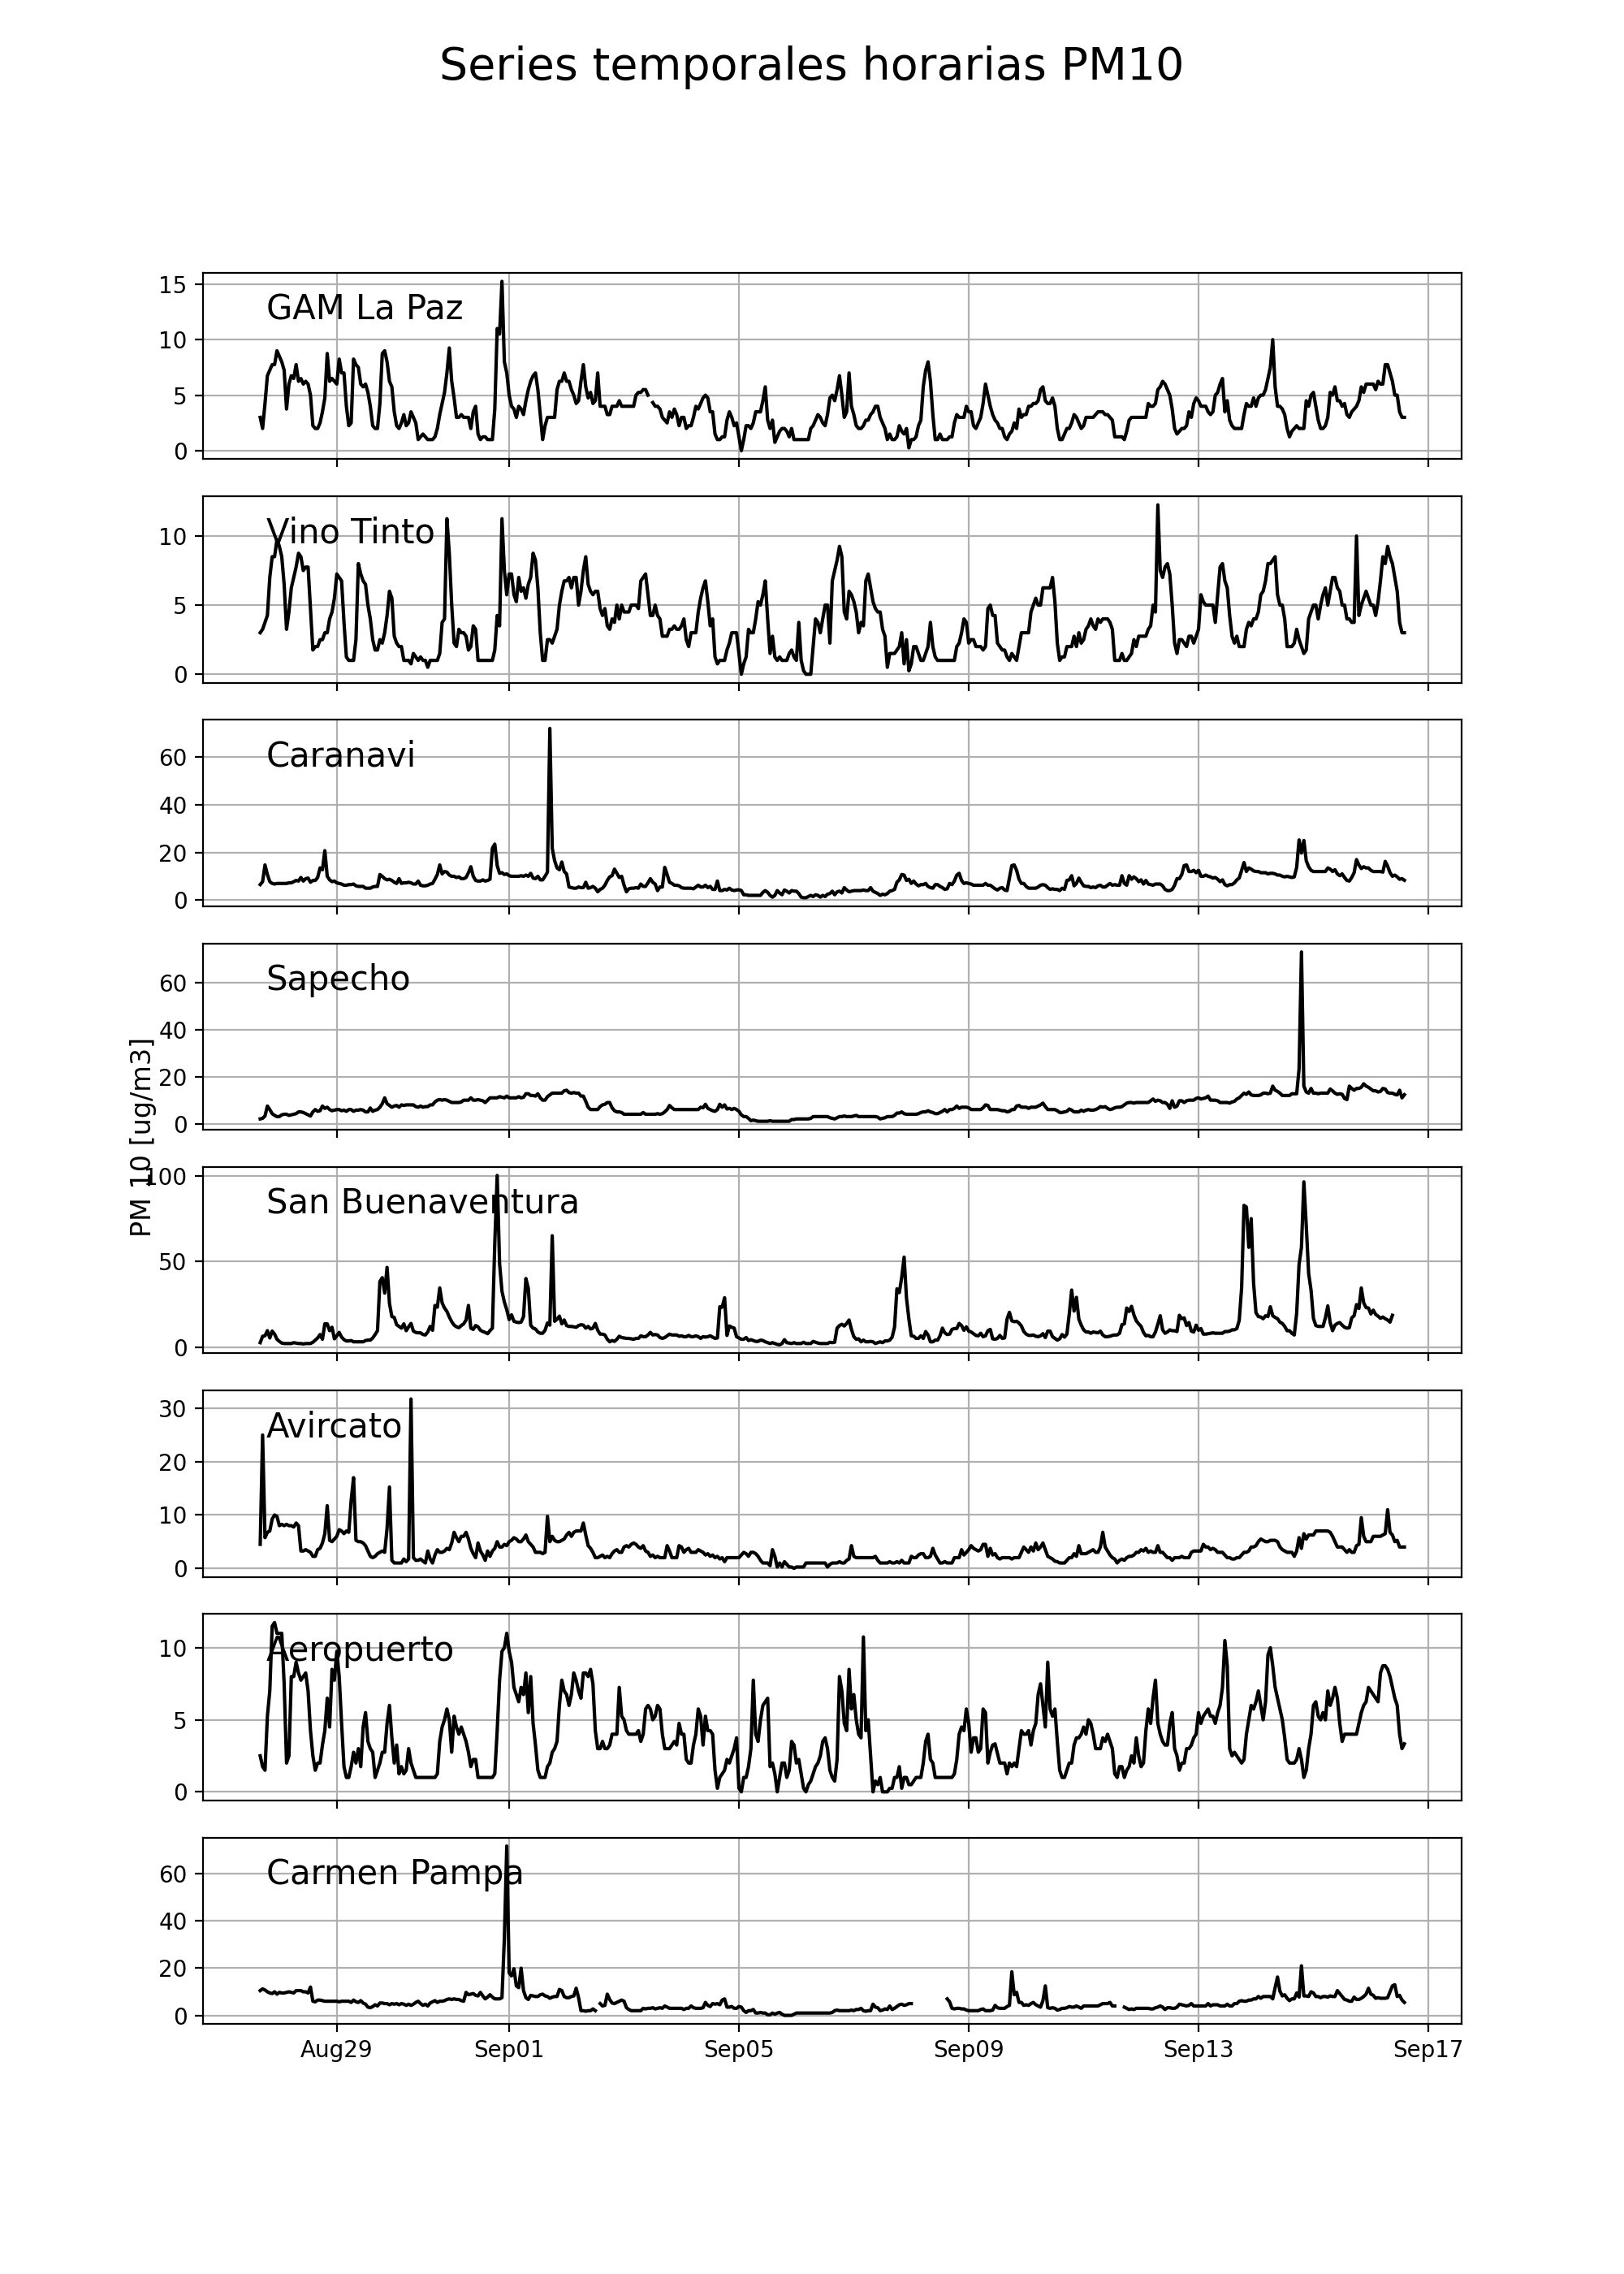 Series temporales horarias PM10
15
10
5
0
GAM La Paz
10
5
0
Vino Tinto
60
40
20
0
Caranavi
60
40
20
0
Sapecho
PM 10 [ug/m3]
100
50
0
San Buenaventura
30
20
10
0
Avircato
10
5
0
Aeropuerto
60
40
20
0
Carmen Pampa
Aug29 Sep01 Sep05 Sep09 Sep13 Sep17